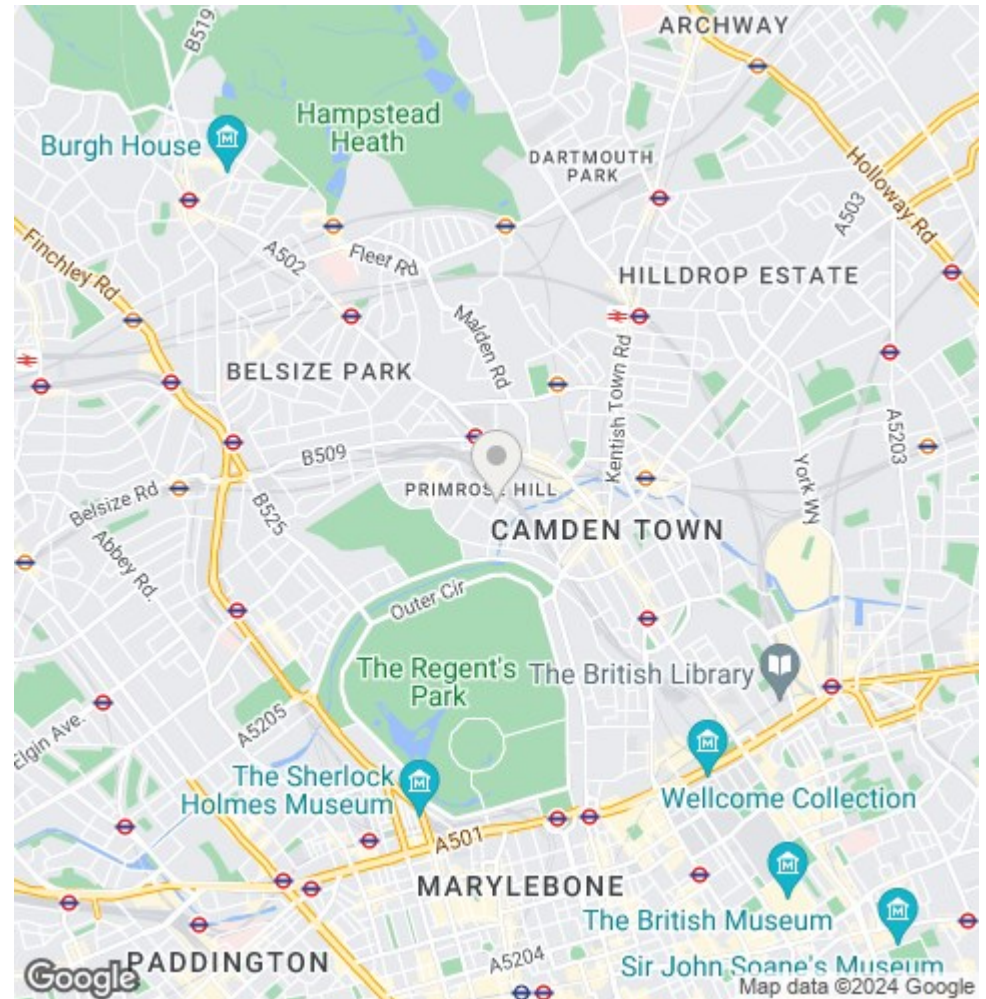 ARCHWAY
B519
Hampstead
Heath
Burgh House
DARTMOUTH
PARK
Holloway Rd
A503
Finchley Rd
A502
Fleet Rd
HILLDROP ESTATE
Malden Rd
BELSIZE PARK
Kentish Town Rd
A5203
B509
York Wy
PRIMROSE HILL
Belsize Rd
B525
CAMDEN TOWN
Abbey Rd.
Outer Cir
The Regent's
Park
The British Library
Elgin Ave.
A5205
The Sherlock
Holmes Museum
Wellcome Collection
A501
MARYLEBONE
The British Museum
PADDINGTON
A5204
Sir John Soane's Museum
Google
Map data ©2024 Google